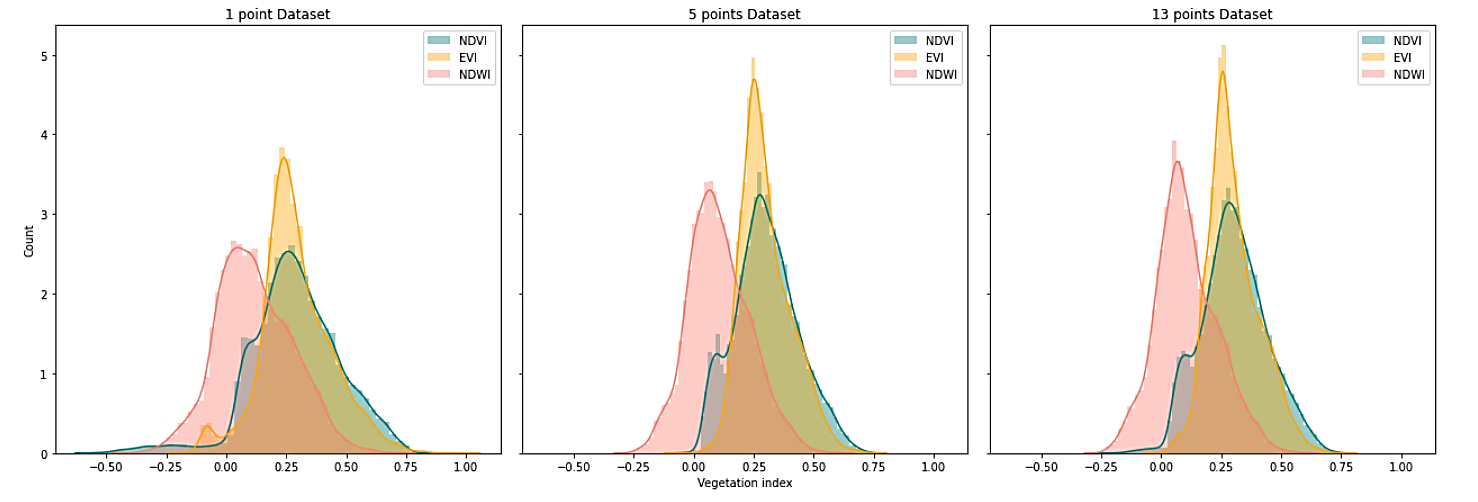 1 point Dataset
5 points Dataset
13 points Dataset
NDVI
EVI
NDWI
NDVI
EVI
NDWI
NDVI
EVI
NDWI
Count
5
4
3
2
1
0
−0.50 −0.25 0.00 0.25 0.50 0.75 1.00
−0.50 −0.25 0.00 0.25 0.50 0.75 1.00
−0.50 −0.25 0.00 0.25 0.50 0.75 1.00
Vegetation index